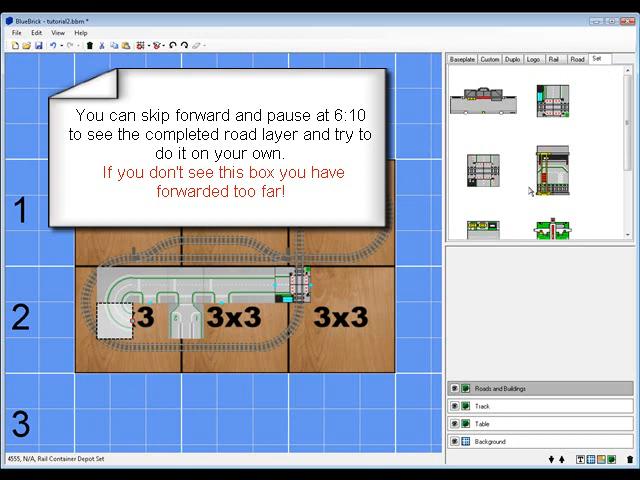 BlueBrick - tutorial2.bbm *
File Edit View Help
Baseplate Custom Duplo Logo Rail Road Set
You can skip forward and pause at 6:10
to see the completed road layer and try to
do it on your own.
If you don't see this box you have
forwarded too far!
1
2
3 3x3 3x3
3
Roads and Buildings
Track
Table
Background
4555, N/A, Rail Container Depot Set